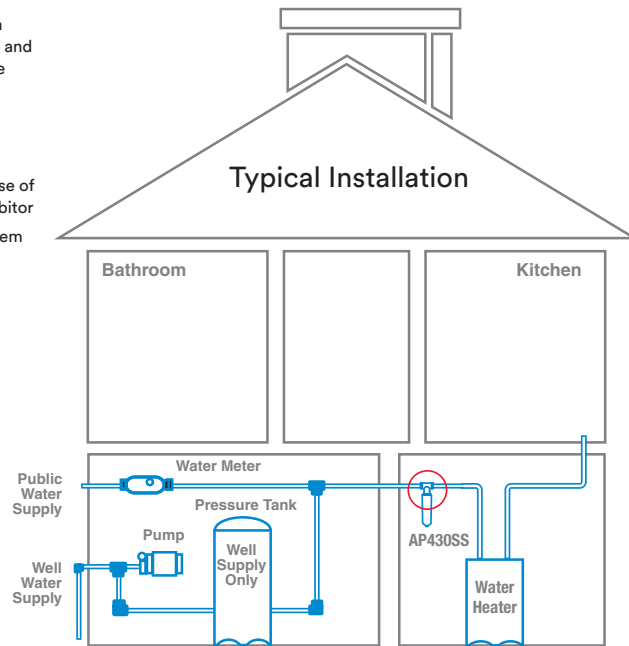 and
e
se of
bitor
em
Typical Installation
Bathroom
Kitchen
Water Meter
Public
Water
Supply
Pressure Tank
Pump
AP430SS
Well
Supply
Only
Well
Water
Supply
Water
Heater